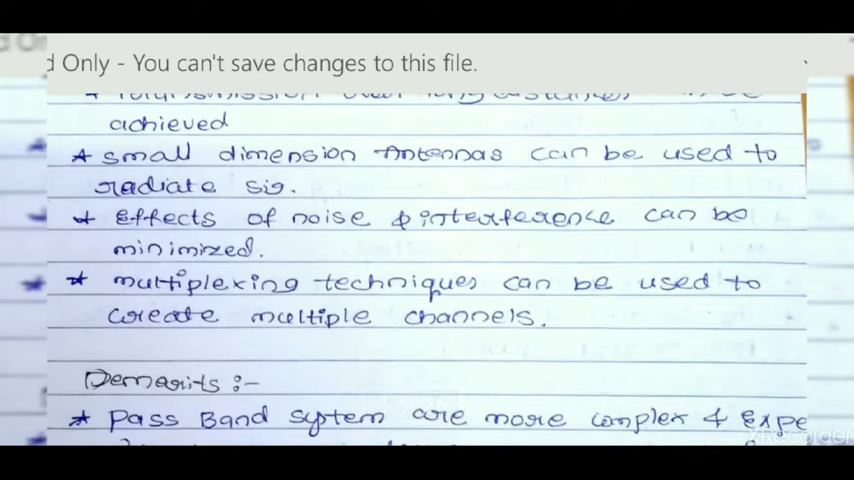 d Only - You can't save changes to this file.
achieved
★ small dimension Antennas can be used to
radiate sig.
★ Effects of noise & interference can be
minimized.
★ multiplexing techniques can be used to
create multiple channels.
Demerits :-
★ Pass Band system are more complex & Expe
XRecorder